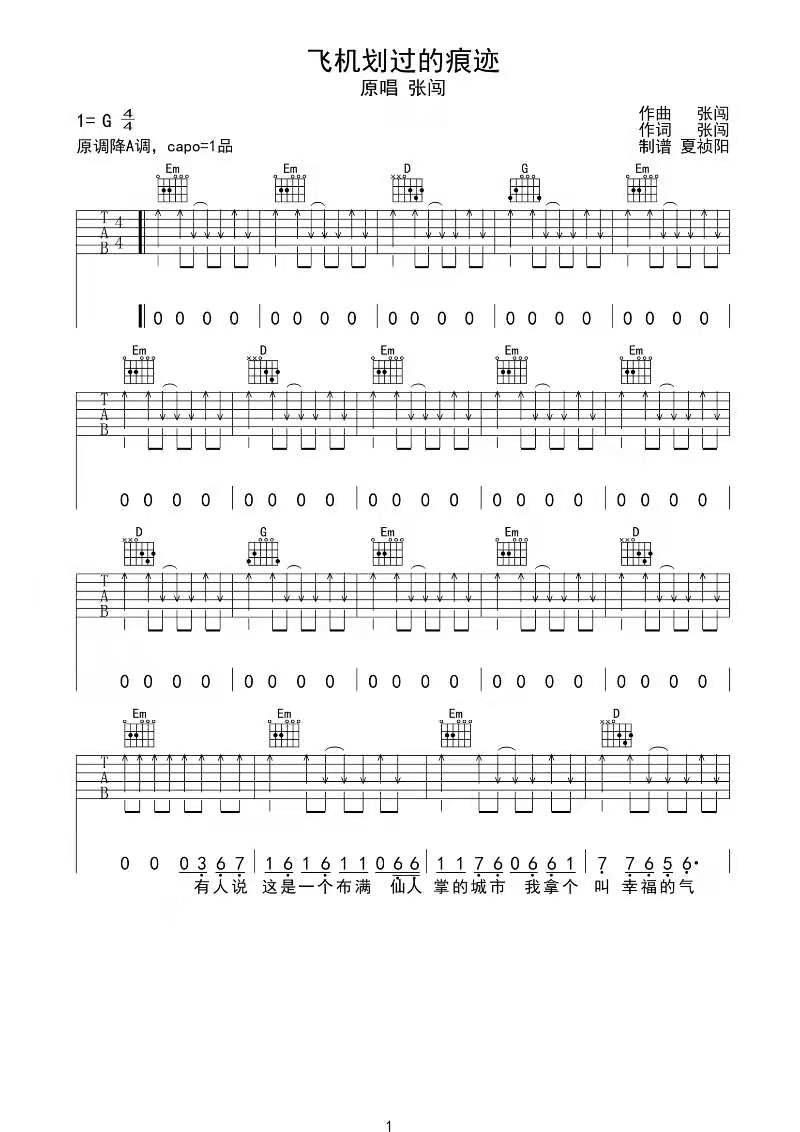 飞机划过的痕迹
原唱 张闯
1= G 4/4
作曲 张闯
作词 张闯
原调降A调，capo=1品
制谱 夏祯阳
Em Em D G Em
T A B 4 4
0 0 0 0 0 0 0 0 0 0 0 0 0 0 0 0 0 0 0 0
Em D Em Em Em
T A B
0 0 0 0 0 0 0 0 0 0 0 0 0 0 0 0 0 0 0 0
D G Em Em D
T A B
0 0 0 0 0 0 0 0 0 0 0 0 0 0 0 0 0 0 0 0
Em Em Em D
T A B
0 0 0 3 6 7 1 6 1 6 1 1 0 6 6 1 1 7 6 0 6 6 1 7 7 6 5 6·
有人说 这是一个布满 仙人 掌的城市 我拿个 叫 幸福的气
1